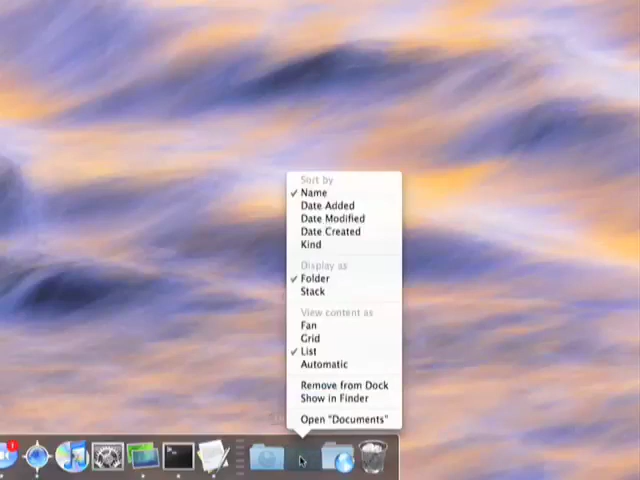 Sort by
✓ Name
Date Added
Date Modified
Date Created
Kind
Display as
✓ Folder
Stack
View content as
Fan
Grid
✓ List
Automatic
Remove from Dock
Show in Finder
Open "Documents"
1